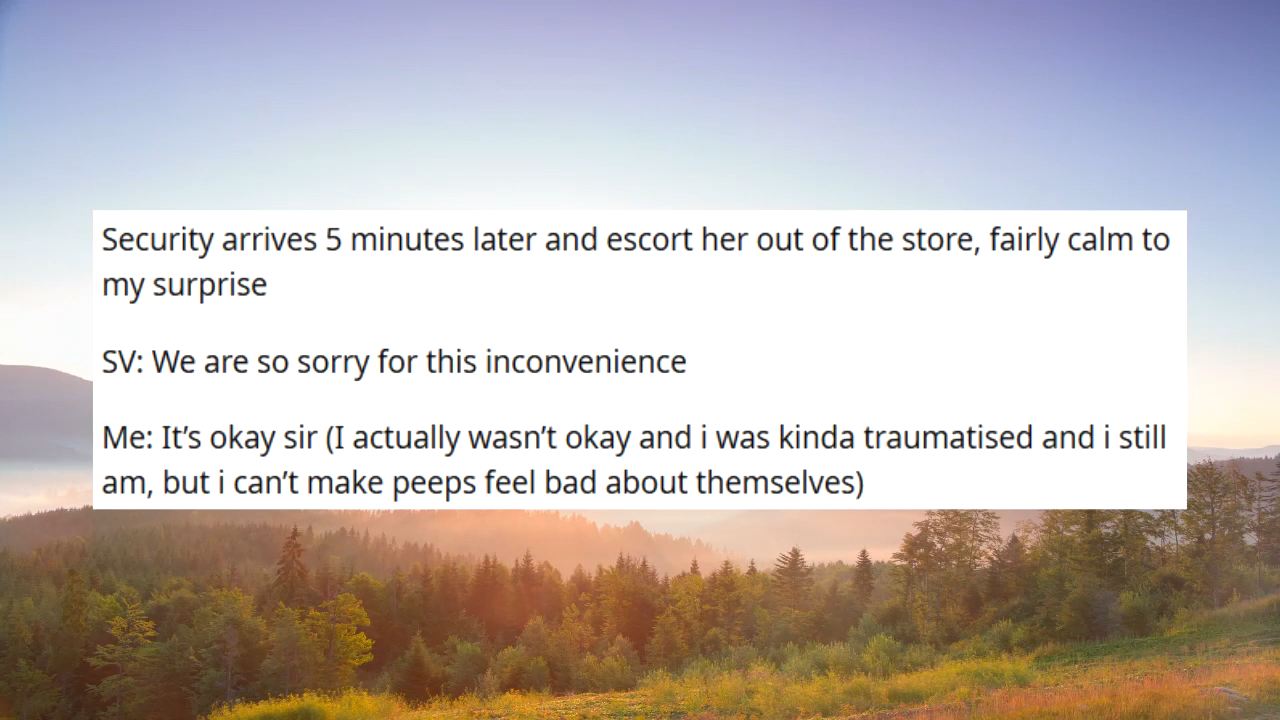 Security arrives 5 minutes later and escort her out of the store, fairly calm to
my surprise
SV: We are so sorry for this inconvenience
Me: It’s okay sir (I actually wasn’t okay and i was kinda traumatised and i still
am, but i can’t make peeps feel bad about themselves)